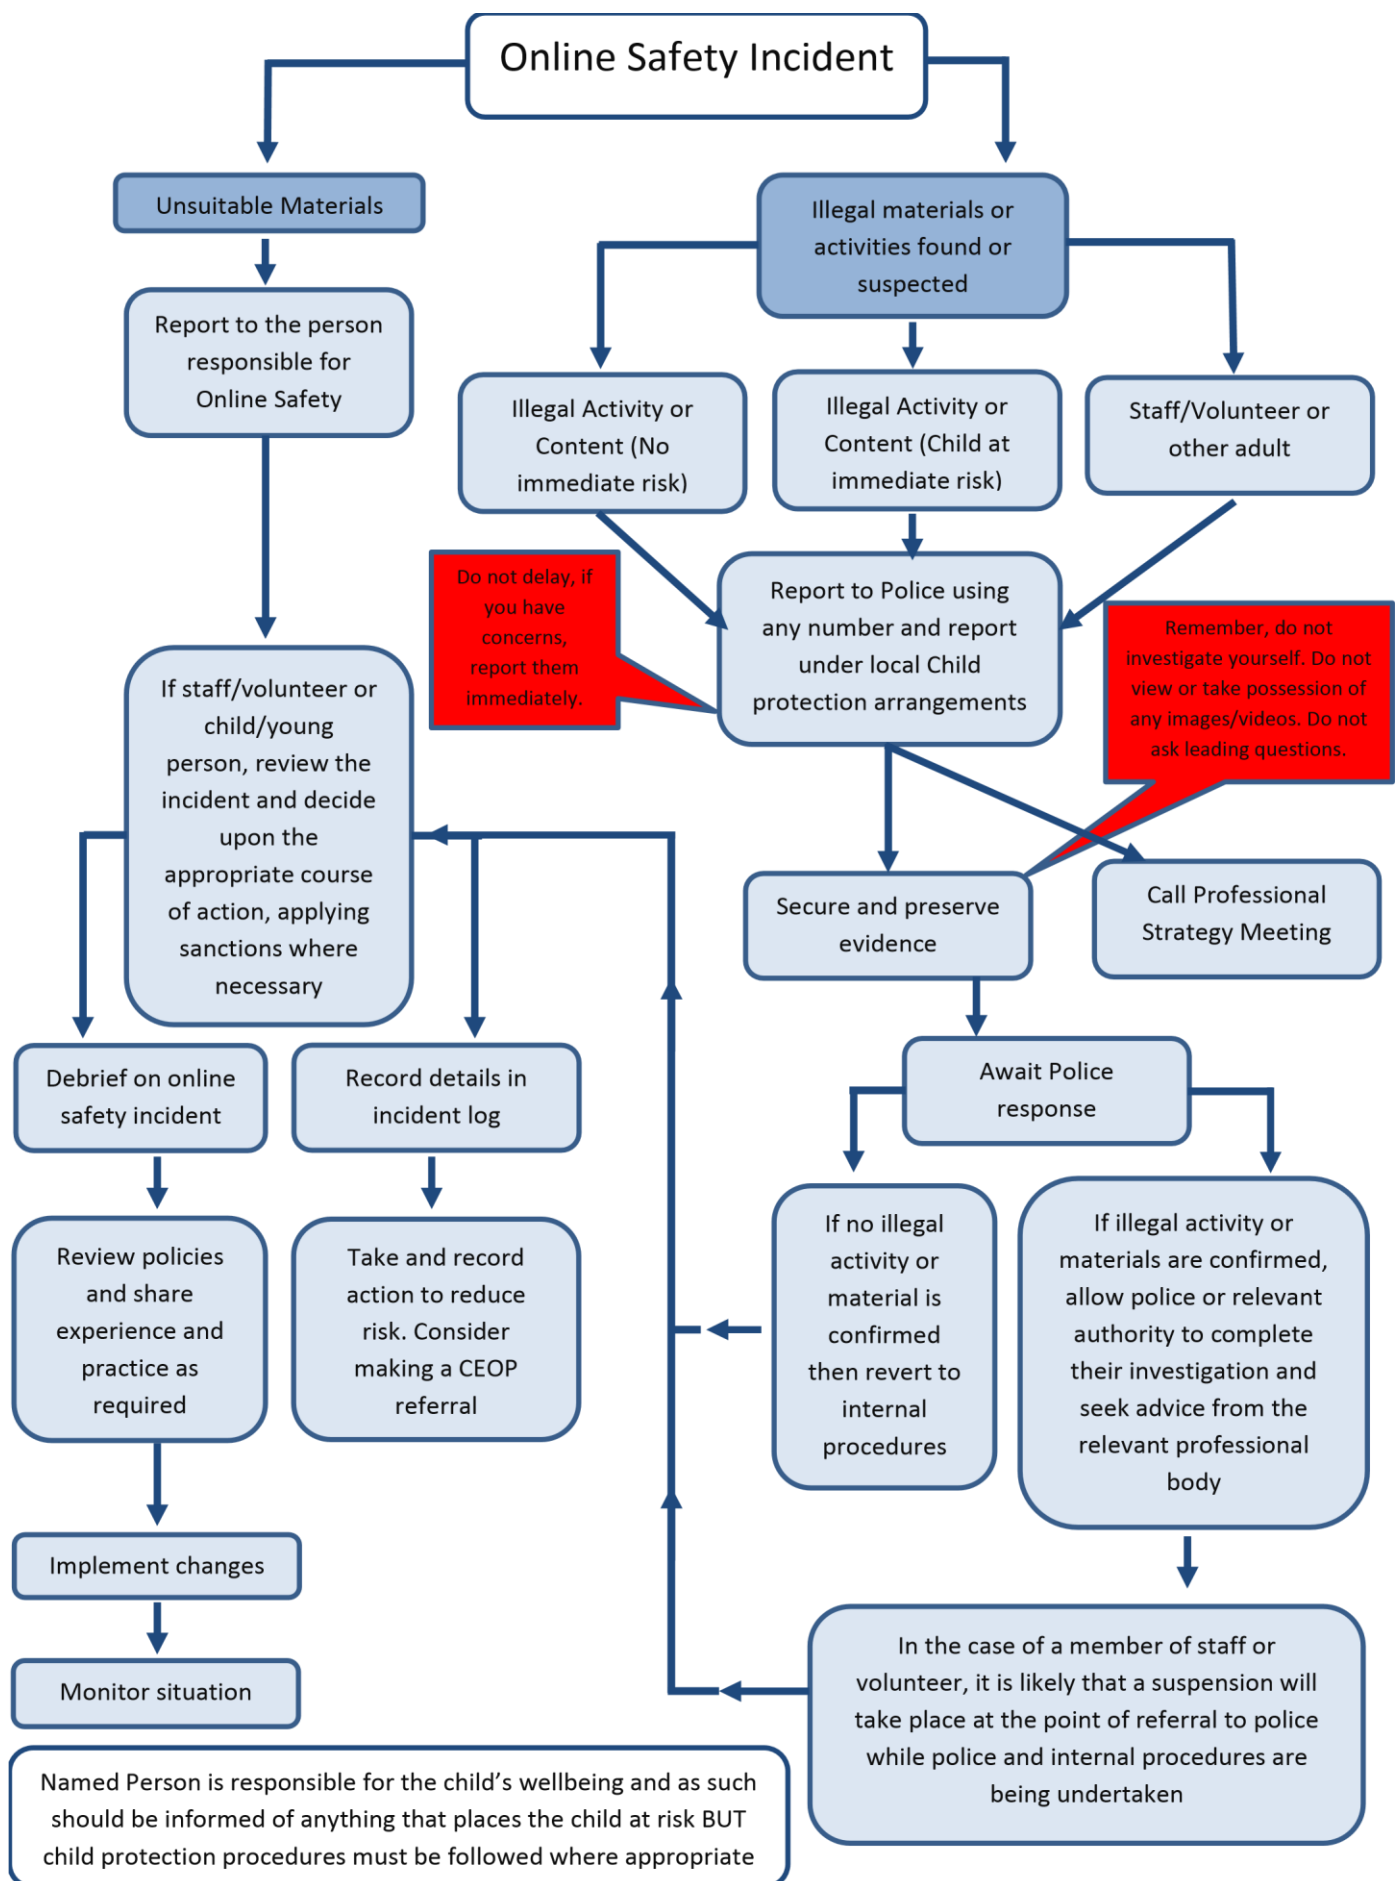 Online Safety Incident
Unsuitable Materials
Report to the person
responsible for
Online Safety
If staff/volunteer or
child/young
person, review the
incident and decide
upon the
appropriate course
of action, applying
sanctions where
necessary
Debrief on online
safety incident
Record details in
incident log
Review policies
and share
experience and
practice as
required
Take and record
action to reduce
risk. Consider
making a CEOP
referral
Implement changes
Monitor situation
Illegal materials or
activities found or
suspected
Illegal Activity or
Content (No
immediate risk)
Illegal Activity or
Content (Child at
immediate risk)
Staff/Volunteer or
other adult
Do not delay, if
you have
concerns,
report them
immediately.
Report to Police using
any number and report
under local Child
protection arrangements
Remember, do not
investigate yourself. Do not
view or take possession of
any images/videos. Do not
ask leading questions.
Secure and preserve
evidence
Call Professional
Strategy Meeting
Await Police
response
If no illegal
activity or
material is
confirmed
then revert to
internal
procedures
If illegal activity or
materials are confirmed,
allow police or relevant
authority to complete
their investigation and
seek advice from the
relevant professional
body
In the case of a member of staff or
volunteer, it is likely that a suspension will
take place at the point of referral to police
while police and internal procedures are
being undertaken
Named Person is responsible for the child’s wellbeing and as such
should be informed of anything that places the child at risk BUT
child protection procedures must be followed where appropriate